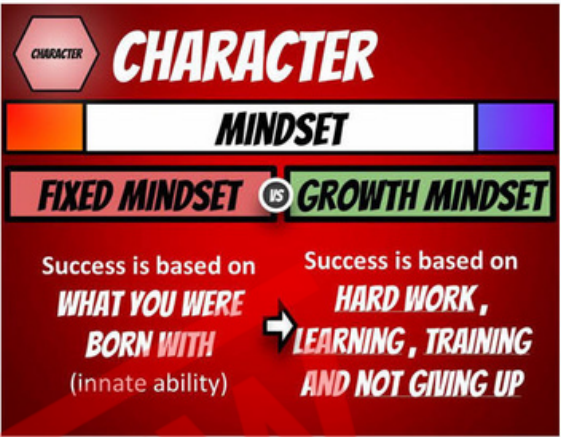 CHARACTER
CHARACTER
MINDSET
FIXED MINDSET VS GROWTH MINDSET
Success is based on
WHAT YOU WERE
BORN WITH
(innate ability)
Success is based on
HARD WORK ,
LEARNING , TRAINING
AND NOT GIVING UP